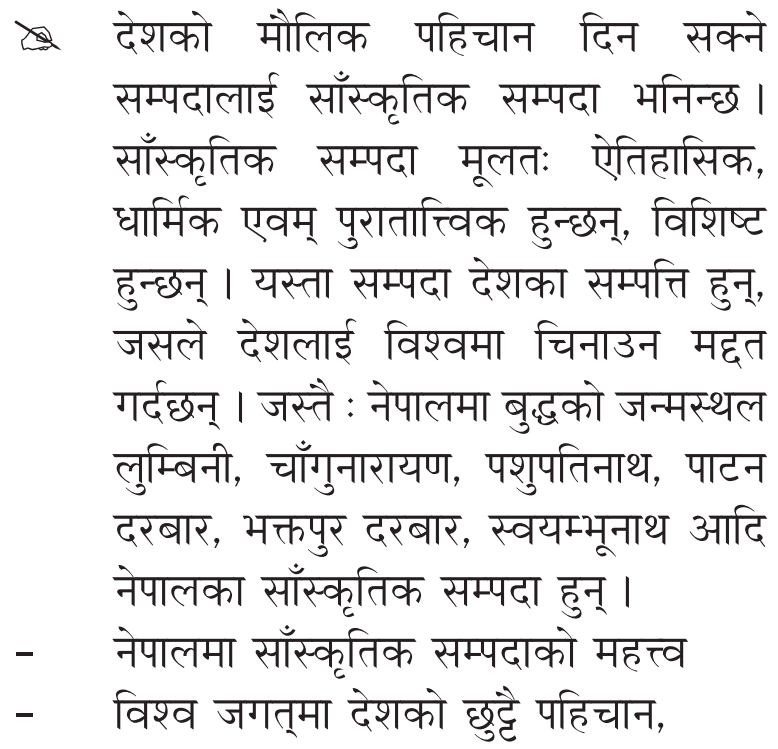 देशको मौलिक पहिचान दिन सक्ने
सम्पदालाई साँस्कृतिक सम्पदा भनिन्छ ।
साँस्कृतिक सम्पदा मूलतः ऐतिहासिक,
धार्मिक एवम् पुरातात्त्विक हुन्छन्, विशिष्ट
हुन्छन् । यस्ता सम्पदा देशका सम्पत्ति हुन्,
जसले देशलाई विश्वमा चिनाउन मद्दत
गर्दछन् । जस्तै : नेपालमा बुद्धको जन्मस्थल
लुम्बिनी, चाँगुनारायण, पशुपतिनाथ, पाटन
दरबार, भक्तपुर दरबार, स्वयम्भूनाथ आदि
नेपालका साँस्कृतिक सम्पदा हुन् ।
– नेपालमा साँस्कृतिक सम्पदाको महत्त्व
– विश्व जगत्‌मा देशको छुट्टै पहिचान,